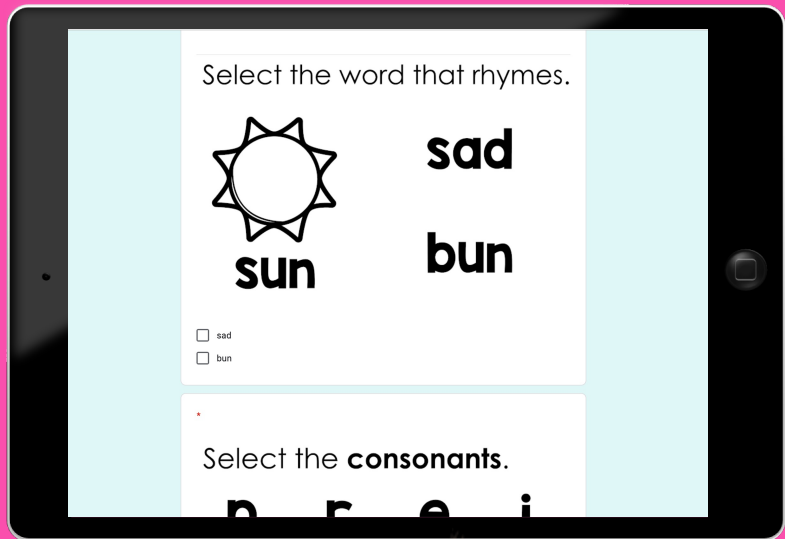 Select the word that rhymes.
sad
sun
bun
sad
bun
*
Select the consonants.
n r e i